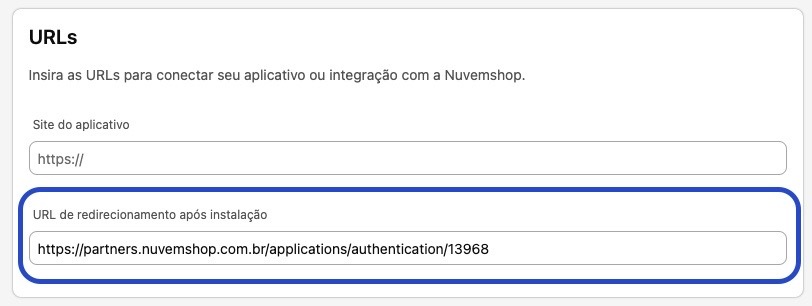 URLs
Insira as URLs para conectar seu aplicativo ou integração com a Nuvemshop.
Site do aplicativo
https://
URL de redirecionamento após instalação
https://partners.nuvemshop.com.br/applications/authentication/13968